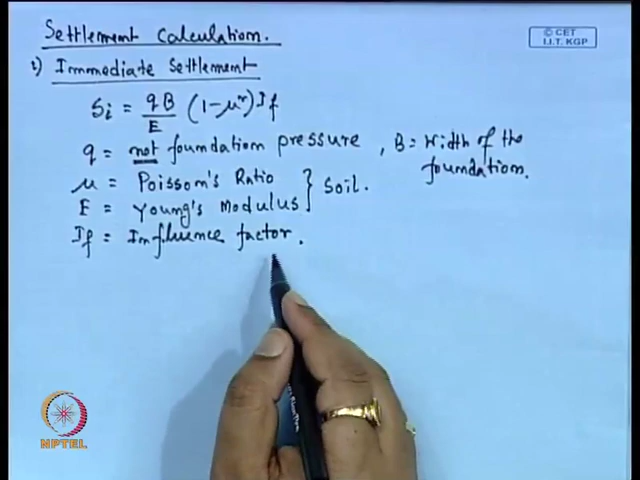 Settlement Calculation.
© CET
I.I.T. KGP
i) Immediate Settlement
Si = qB/E (1-μ²) If
q = not foundation pressure , B = Width of the foundation.
μ = Poisson's Ratio
E = Young's Modulus } Soil.
If = Influence factor.
NPTEL